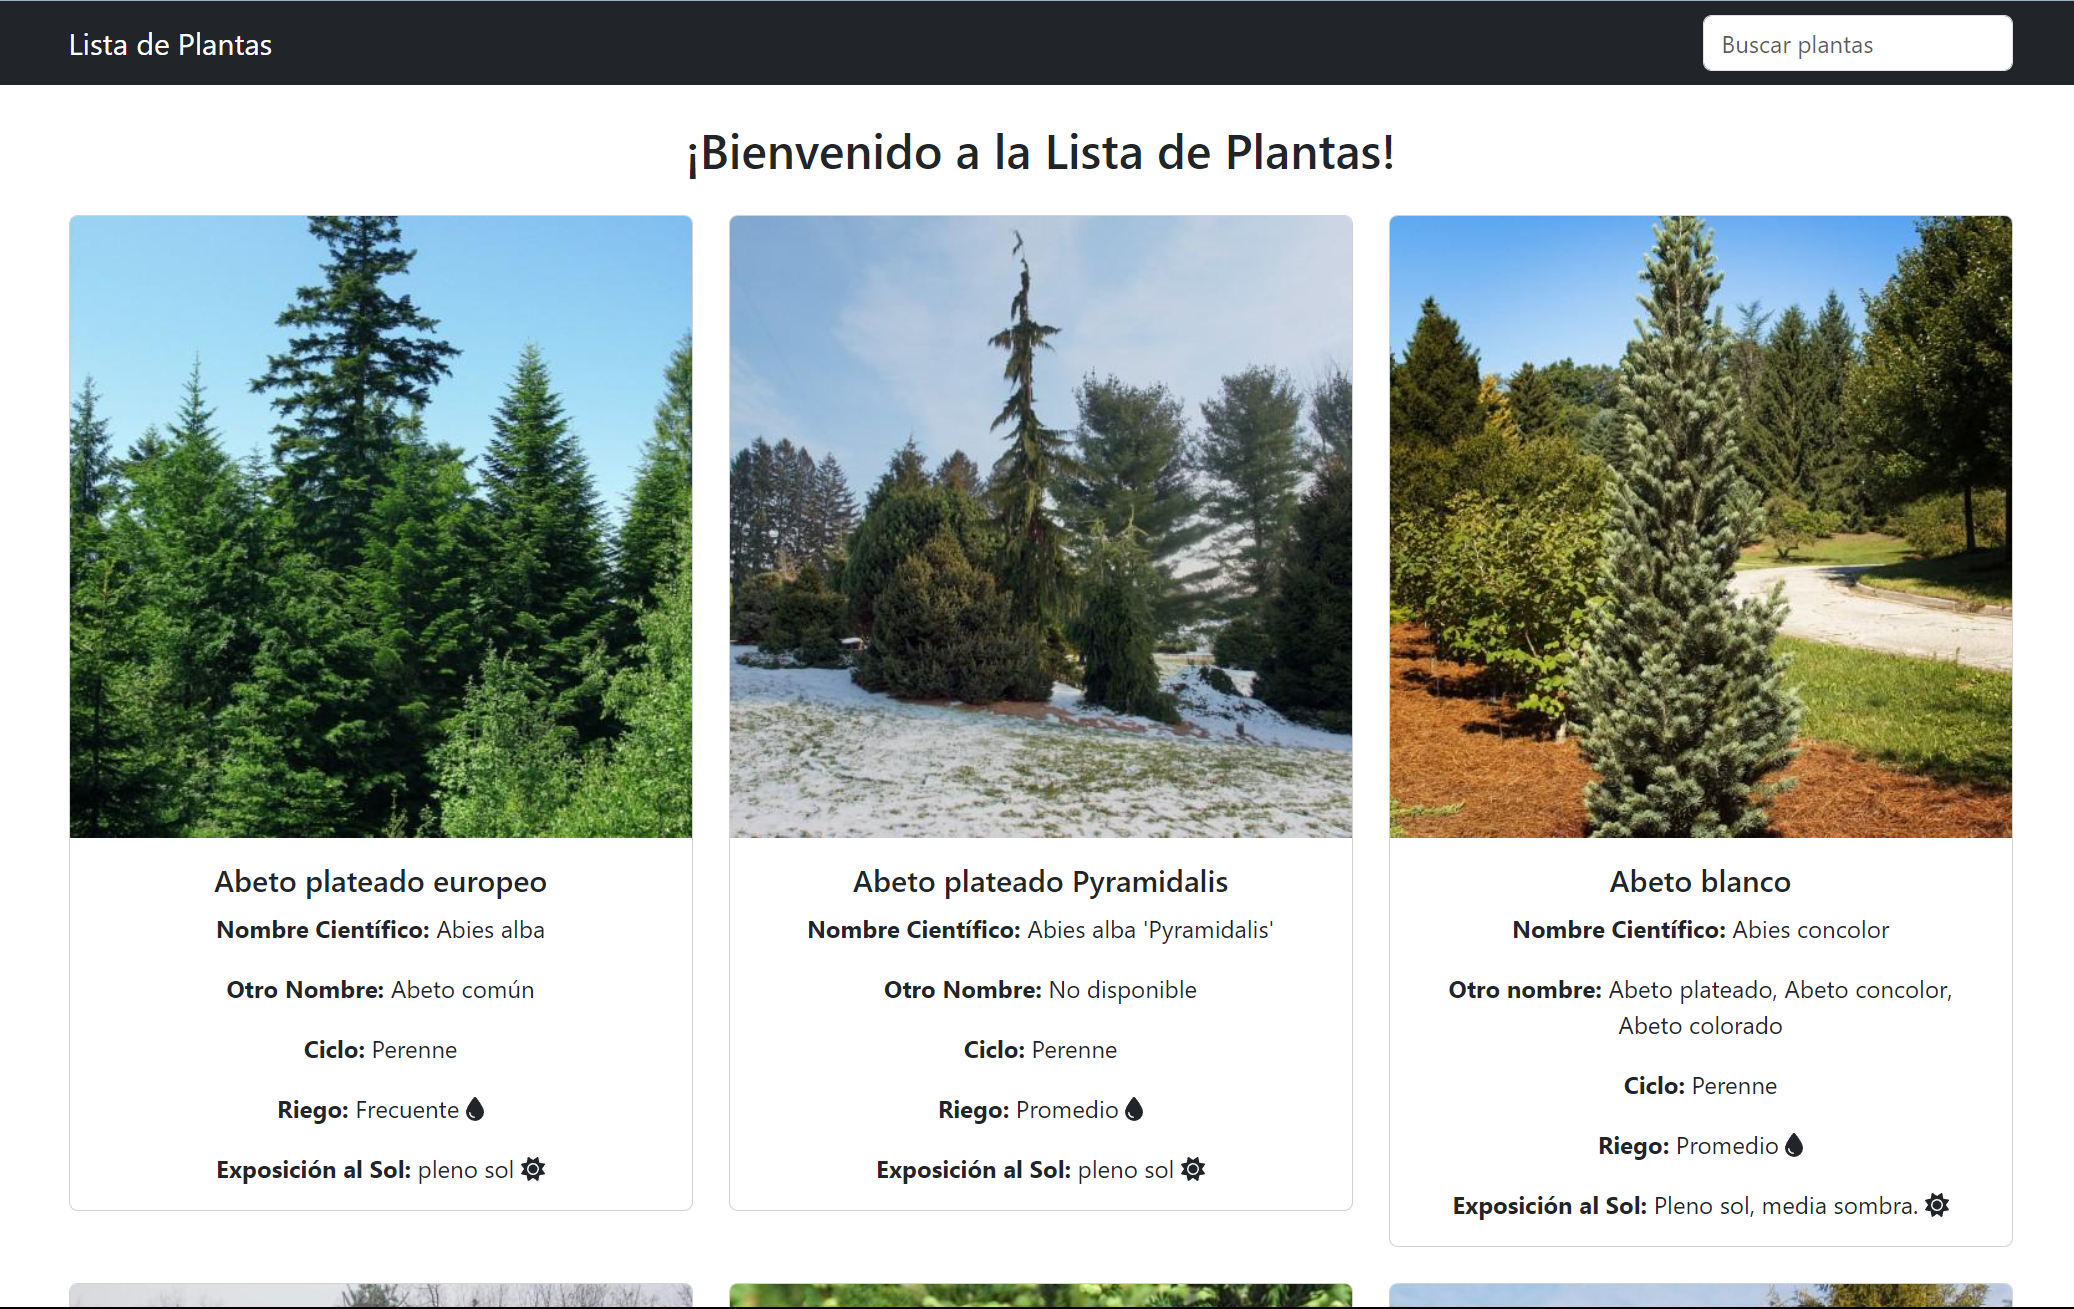 Lista de Plantas
Buscar plantas
¡Bienvenido a la Lista de Plantas!
Abeto plateado europeo
Nombre Científico: Abies alba
Otro Nombre: Abeto común
Ciclo: Perenne
Riego: Frecuente
Exposición al Sol: pleno sol
Abeto plateado Pyramidalis
Nombre Científico: Abies alba 'Pyramidalis'
Otro Nombre: No disponible
Ciclo: Perenne
Riego: Promedio
Exposición al Sol: pleno sol
Abeto blanco
Nombre Científico: Abies concolor
Otro nombre: Abeto plateado, Abeto concolor,
Abeto colorado
Ciclo: Perenne
Riego: Promedio
Exposición al Sol: Pleno sol, media sombra.